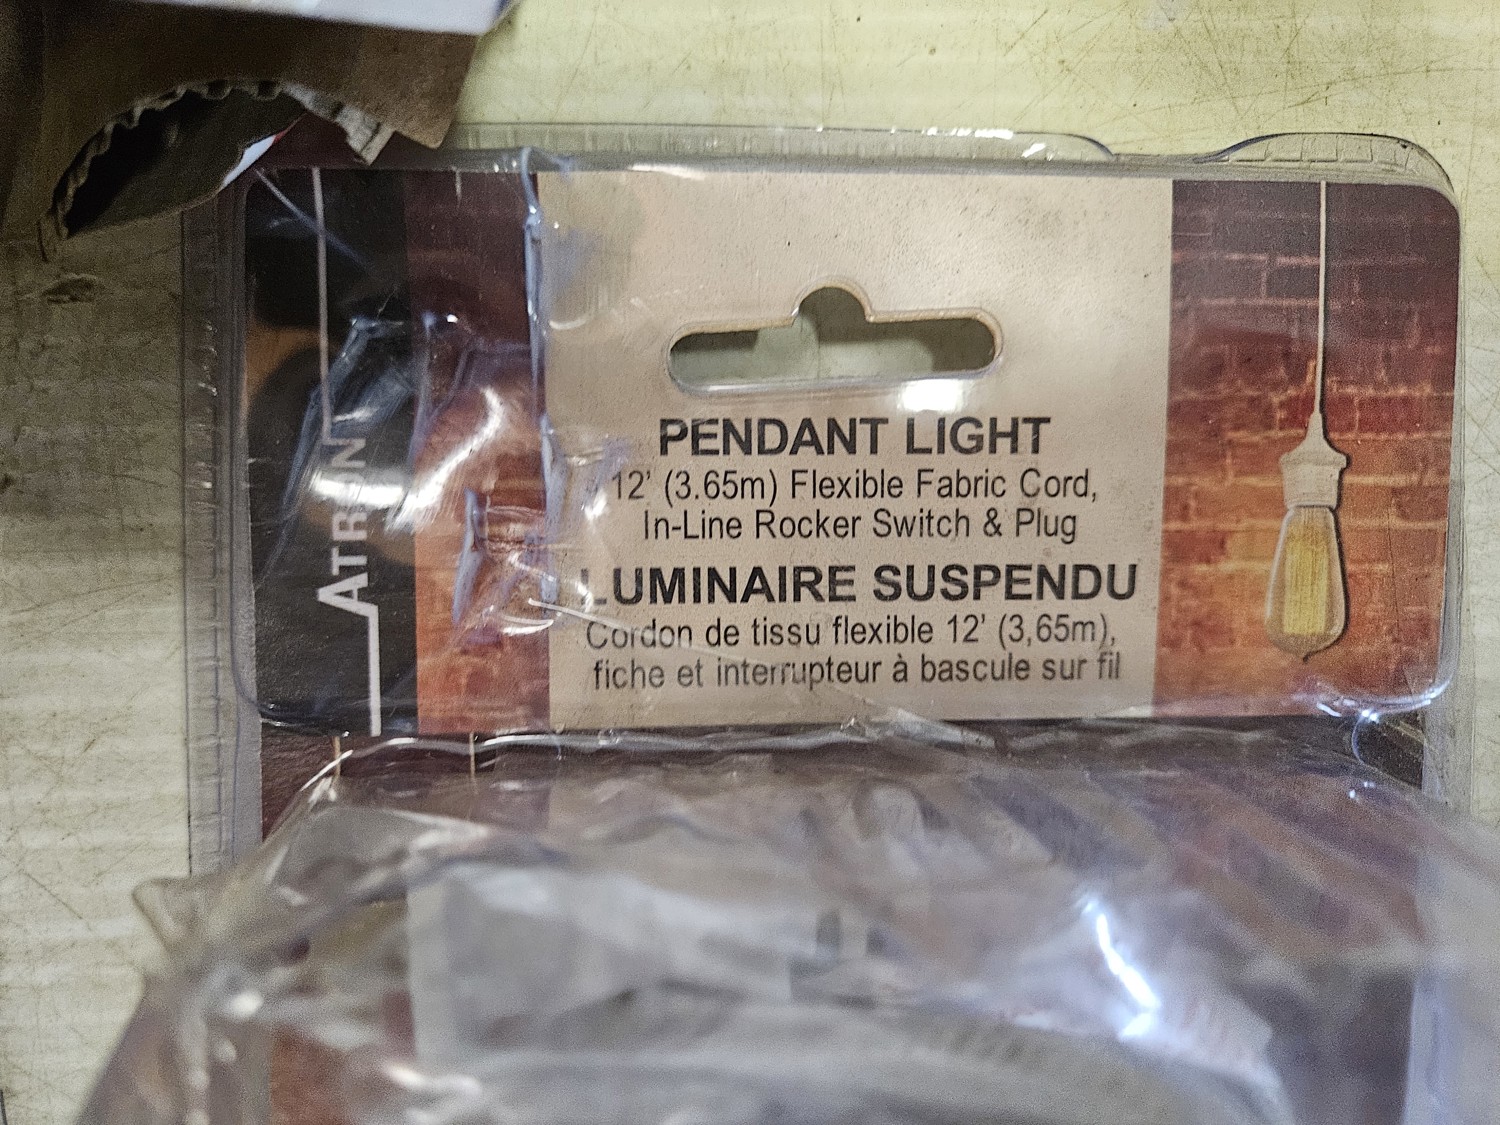 ATRON
PENDANT LIGHT
12' (3.65m) Flexible Fabric Cord,
In-Line Rocker Switch & Plug
LUMINAIRE SUSPENDU
Cordon de tissu flexible 12' (3,65m),
fiche et interrupteur à bascule sur fil